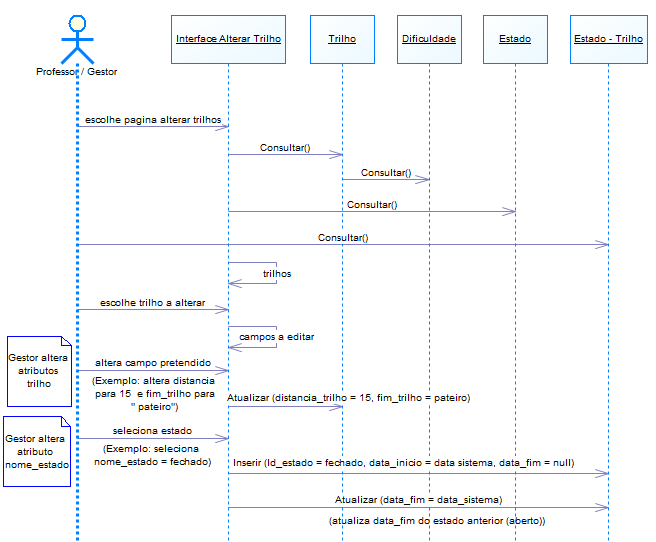 Interface Alterar Trilho
Trilho
Dificuldade
Estado
Estado - Trilho
Professor / Gestor
escolhe pagina alterar trilhos
Consultar()
Consultar()
Consultar()
Consultar()
trilhos
escolhe trilho a alterar
campos a editar
Gestor altera
atributos
trilho
altera campo pretendido
(Exemplo: altera distancia
para 15 e fim_trilho para
" pateiro")
Atualizar (distancia_trilho = 15, fim_trilho = pateiro)
Gestor altera
atributo
nome_estado
seleciona estado
(Exemplo: seleciona
nome_estado = fechado)
Inserir (Id_estado = fechado, data_inicio = data sistema, data_fim = null)
Atualizar (data_fim = data_sistema)
(atualiza data_fim do estado anterior (aberto))